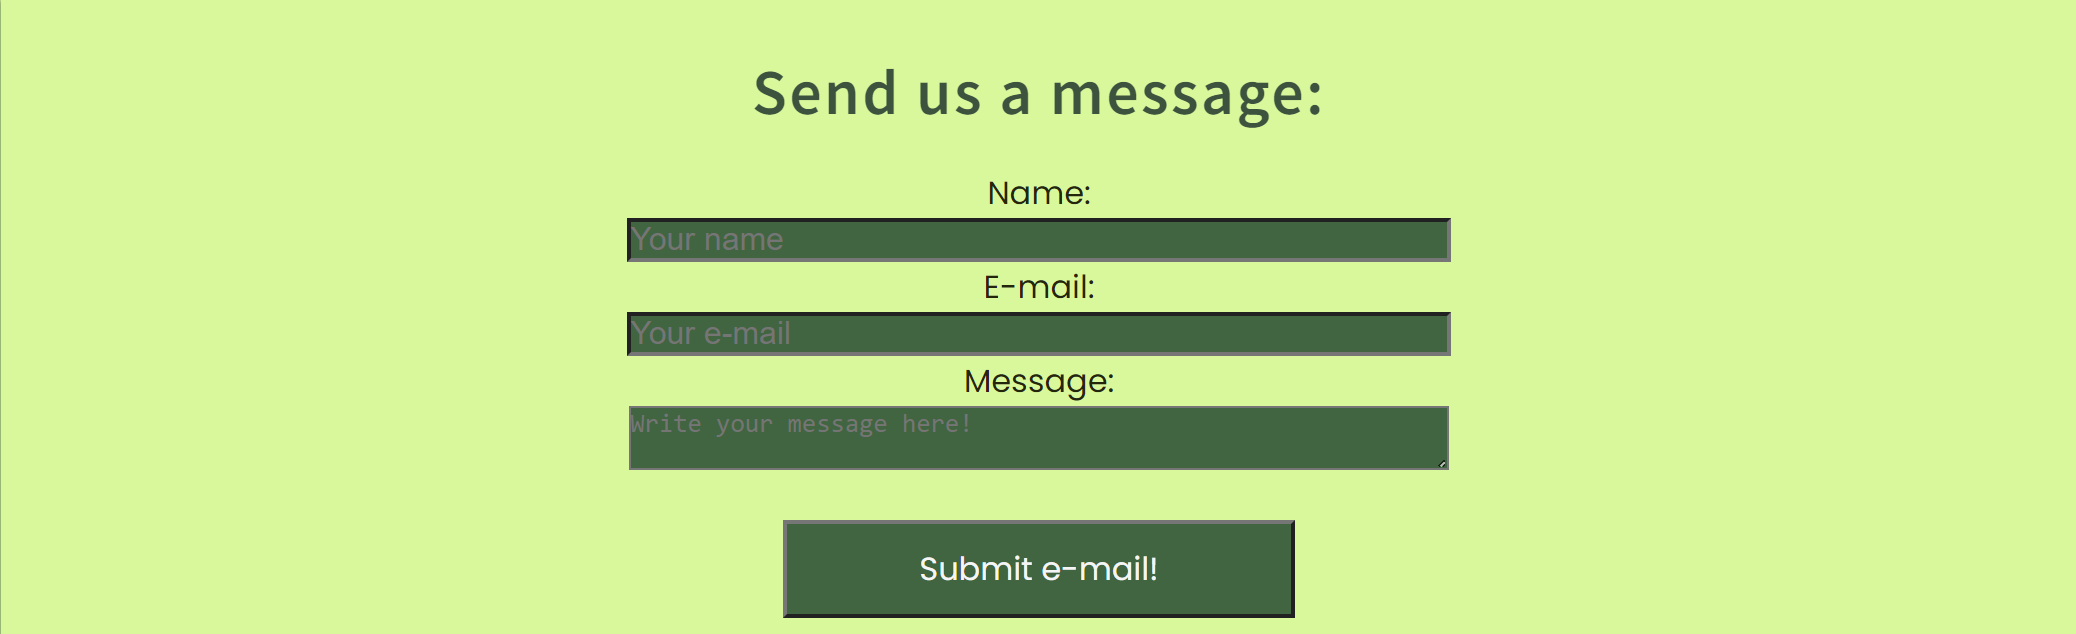 Send us a message:
Name:
Your name
E-mail:
Your e-mail
Message:
Write your message here!
Submit e-mail!